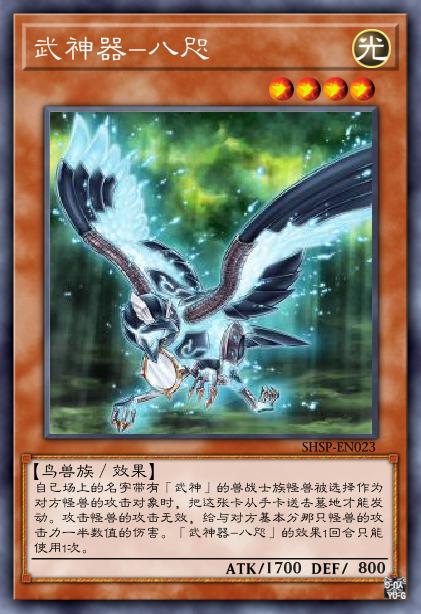 武神器-八咫
光
SHSP-EN023
【鸟兽族/效果】
自己场上的名字带有「武神」的兽战士族怪兽被选择作为
对方怪兽的攻击对象时，把这张卡从手卡送去墓地才能发
动。攻击怪兽的攻击无效，给与对方基本分那只怪兽的攻
击力一半数值的伤害。「武神器-八咫」的效果1回合只能
使用1次。
ATK/1700 DEF/ 800